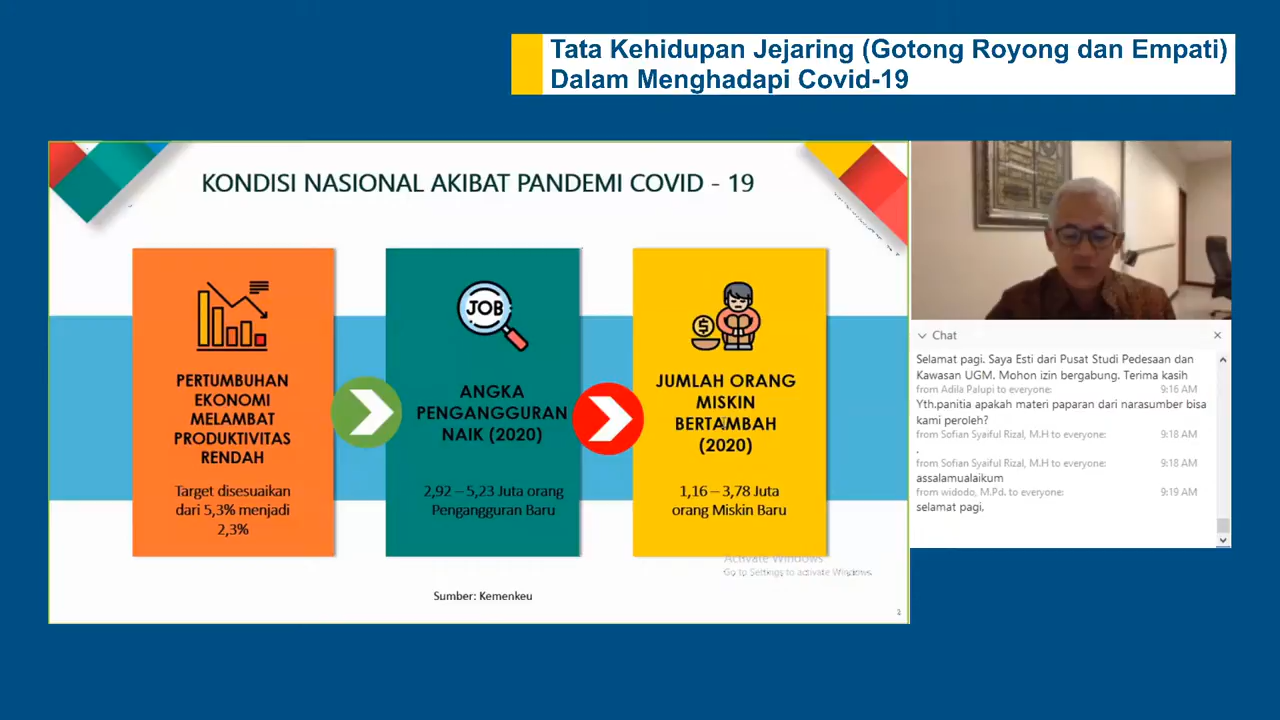 Tata Kehidupan Jejaring (Gotong Royong dan Empati)
Dalam Menghadapi Covid-19
KONDISI NASIONAL AKIBAT PANDEMI COVID - 19
PERTUMBUHAN
EKONOMI
MELAMBAT
PRODUKTIVITAS
RENDAH
Target disesuaikan
dari 5,3% menjadi
2,3%
JOB
ANGKA
PENGANGGURAN
NAIK (2020)
2,92 – 5,23 Juta orang
Pengangguran Baru
$
JUMLAH ORANG
MISKIN
BERTAMBAH
(2020)
1,16 – 3,78 Juta
orang Miskin Baru
Activate Windows
Go to Settings to activate Windows.
Sumber: Kemenkeu
2
Chat
Selamat pagi. Saya Esti dari Pusat Studi Pedesaan dan
Kawasan UGM. Mohon izin bergabung. Terima kasih
from Adila Palupi to everyone: 9:16 AM
Yth.panitia apakah materi paparan dari narasumber bisa
kami peroleh?
from Sofian Syaiful Rizal, M.H to everyone: 9:18 AM
.
from Sofian Syaiful Rizal, M.H to everyone: 9:18 AM
assalamualaikum
from widodo, M.Pd. to everyone: 9:19 AM
selamat pagi,